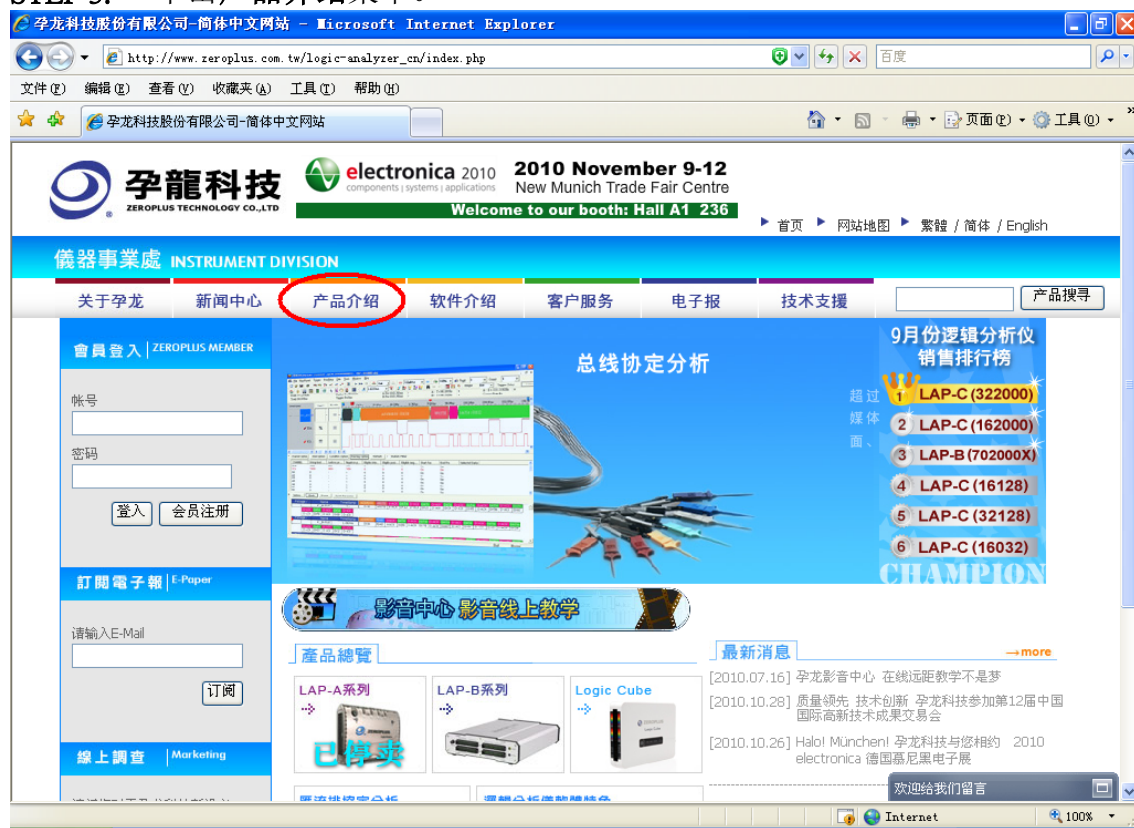 孕龙科技股份有限公司-简体中文网站 - Microsoft Internet Explorer
http://www.zeroplus.com.tw/logic-analyzer_cn/index.php
百度
文件(F) 编辑(E) 查看(V) 收藏夹(A) 工具(T) 帮助(H)
孕龙科技股份有限公司-简体中文网站
页面(P) 工具(O)
孕龍科技
ZEROPLUS TECHNOLOGY CO.,LTD
electronica 2010
components | systems | applications
2010 November 9-12
New Munich Trade Fair Centre
Welcome to our booth: Hall A1 236
首页 网站地图 繁體 / 简体 / English
儀器事業處 INSTRUMENT DIVISION
关于孕龙 新闻中心 产品介绍 软件介绍 客户服务 电子报 技术支援 产品搜寻
會員登入 ZEROPLUS MEMBER
帐号
密码
登入 会员注册
总线协定分析
超过
媒体
面、
9月份逻辑分析仪
销售排行榜
1 LAP-C (322000)
2 LAP-C (162000)
3 LAP-B (702000X)
4 LAP-C (16128)
5 LAP-C (32128)
6 LAP-C (16032)
CHAMPION
訂閱電子報 E-Paper
请输入E-Mail
订阅
影音中心 影音线上教学
產品總覽
LAP-A系列
已停卖
LAP-B系列
Logic Cube
最新消息 →more
[2010.07.16] 孕龙影音中心 在线远距教学不是梦
[2010.10.28] 质量领先 技术创新 孕龙科技参加第12届中国
国际高新技术成果交易会
[2010.10.26] Halo! München! 孕龙科技与您相约 2010
electronica 德国慕尼黑电子展
線上調查 Marketing
欢迎给我们留言
Internet 100%